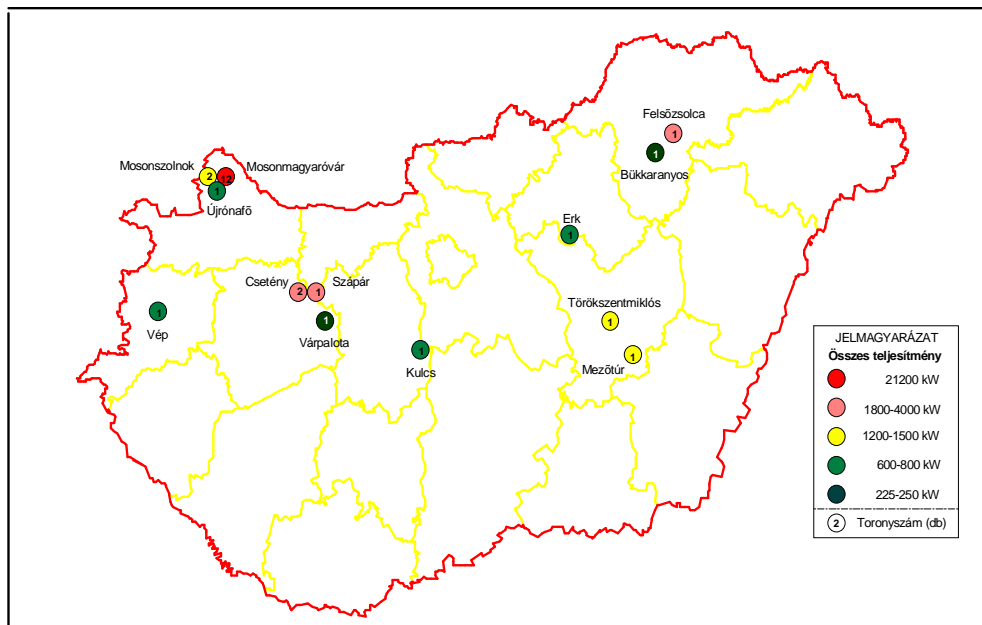 Felsőzsolca
1
1
Bükkaranyos
Mosonszolnok
2
12
Mosonmagyaróvár
1
Újrónafő
Erk
1
Csetény
2
1
Szápár
1
Vép
1
Várpalota
Törökszentmiklós
1
1
Kulcs
1
Mezőtúr
JELMAGYARÁZAT
Összes teljesítmény
21200 kW
1800-4000 kW
1200-1500 kW
600-800 kW
225-250 kW
2 Toronyszám (db)